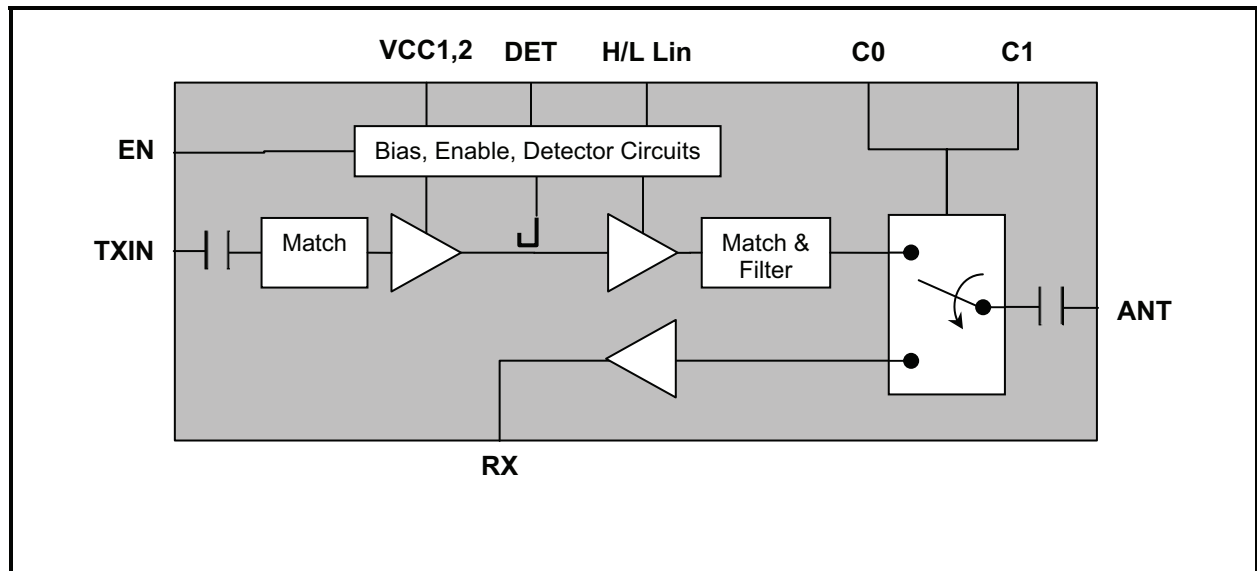 VCC1,2 DET H/L Lin C0 C1
EN
Bias, Enable, Detector Circuits
TXIN
Match
Match &
Filter
ANT
RX